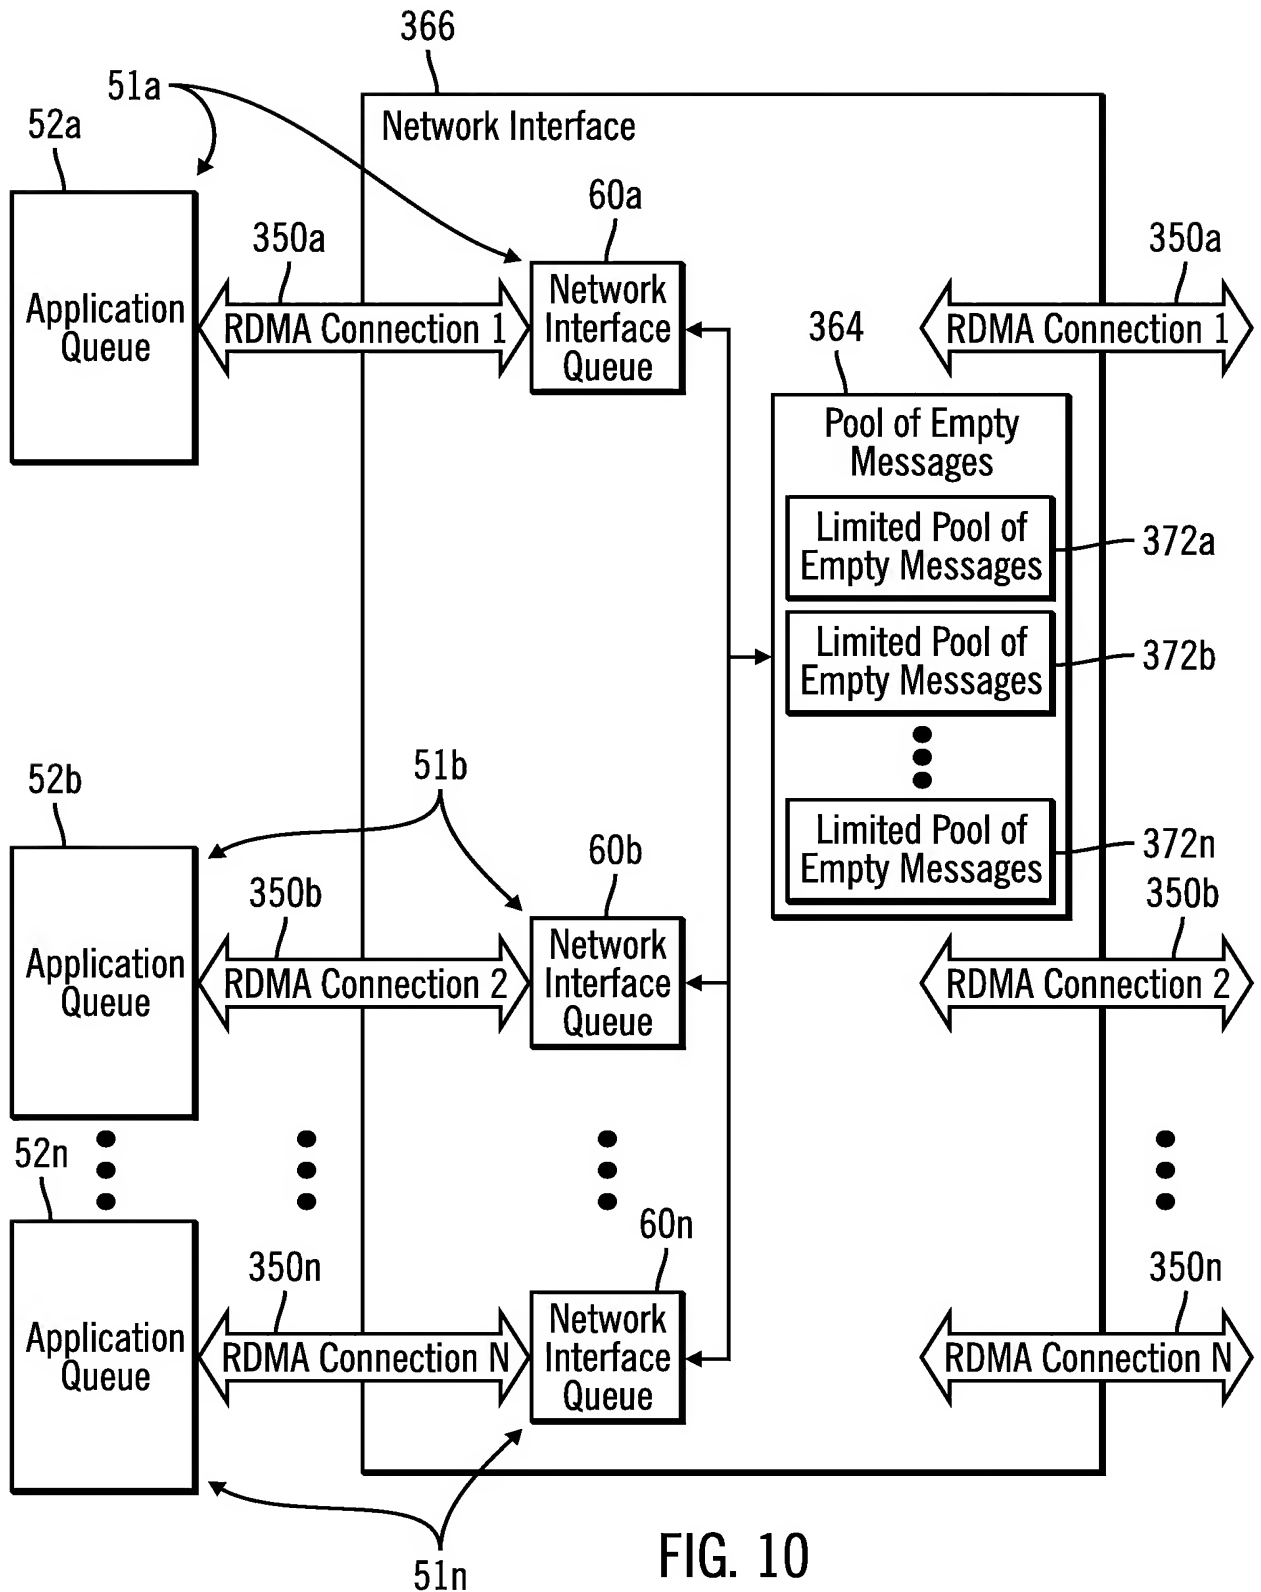 366
51a
Network Interface
52a
60a
350a
350a
Application
Queue
RDMA Connection 1
Network
Interface
Queue
RDMA Connection 1
364
Pool of Empty
Messages
Limited Pool of
Empty Messages
372a
Limited Pool of
Empty Messages
372b
51b
52b
Limited Pool of
Empty Messages
372n
60b
350b
350b
Application
Queue
RDMA Connection 2
Network
Interface
Queue
RDMA Connection 2
52n
60n
350n
350n
Application
Queue
RDMA Connection N
Network
Interface
Queue
RDMA Connection N
51n
FIG. 10